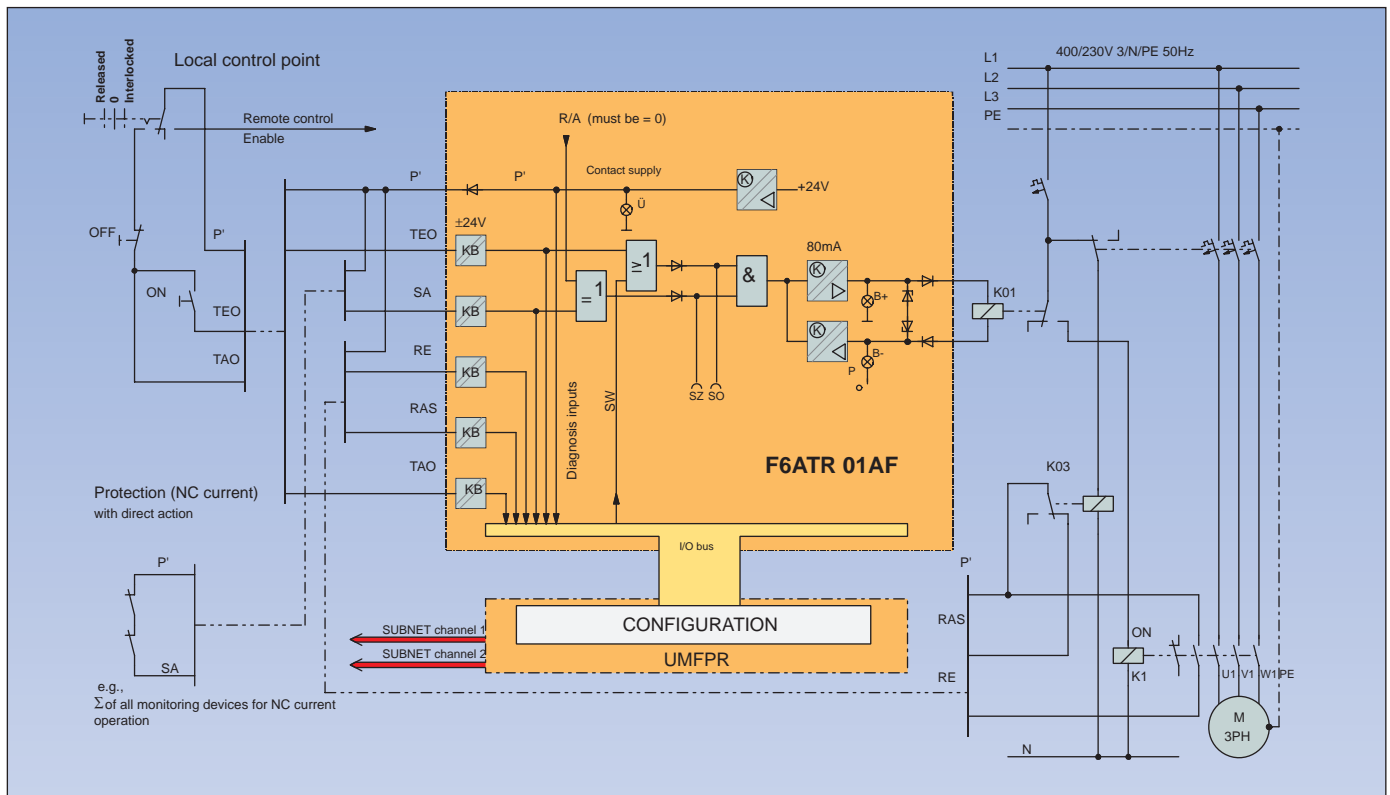 Released
0
Interlocked
Local control point
Remote control
Enable
OFF
ON
P'
TEO
TAO
P'
TEO
SA
RE
RAS
TAO
±24V
KB
KB
KB
KB
KB
R/A (must be = 0)
P'
Contact supply
Ü
K
+24V
≥1
=1
&
80mA
K
K
B+
B-
P
SZ
SO
SW
Diagnosis inputs
F6ATR 01AF
I/O bus
CONFIGURATION
UMFPR
SUBNET channel 1
SUBNET channel 2
Protection (NC current)
with direct action
P'
SA
e.g.,
Σ of all monitoring devices for NC current
operation
400/230V 3/N/PE 50Hz
L1
L2
L3
PE
K01
K03
P'
RAS
RE
ON
K1
U1
V1
W1
PE
M
3PH
N